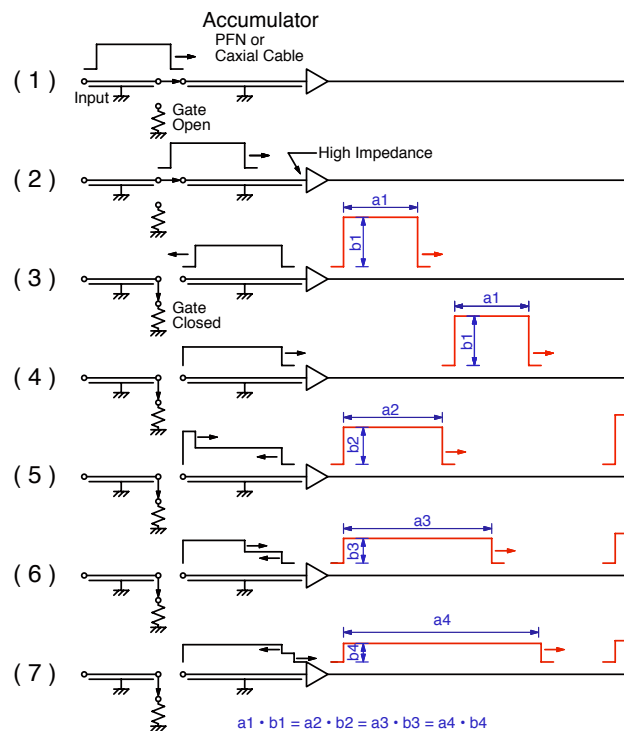 Accumulator
PFN or
Caxial Cable
( 1 )
Input
Gate
Open
( 2 )
High Impedance
a1
b1
( 3 )
Gate
Closed
a1
b1
( 4 )
a2
b2
( 5 )
a3
b3
( 6 )
a4
b4
( 7 )
a1 • b1 = a2 • b2 = a3 • b3 = a4 • b4